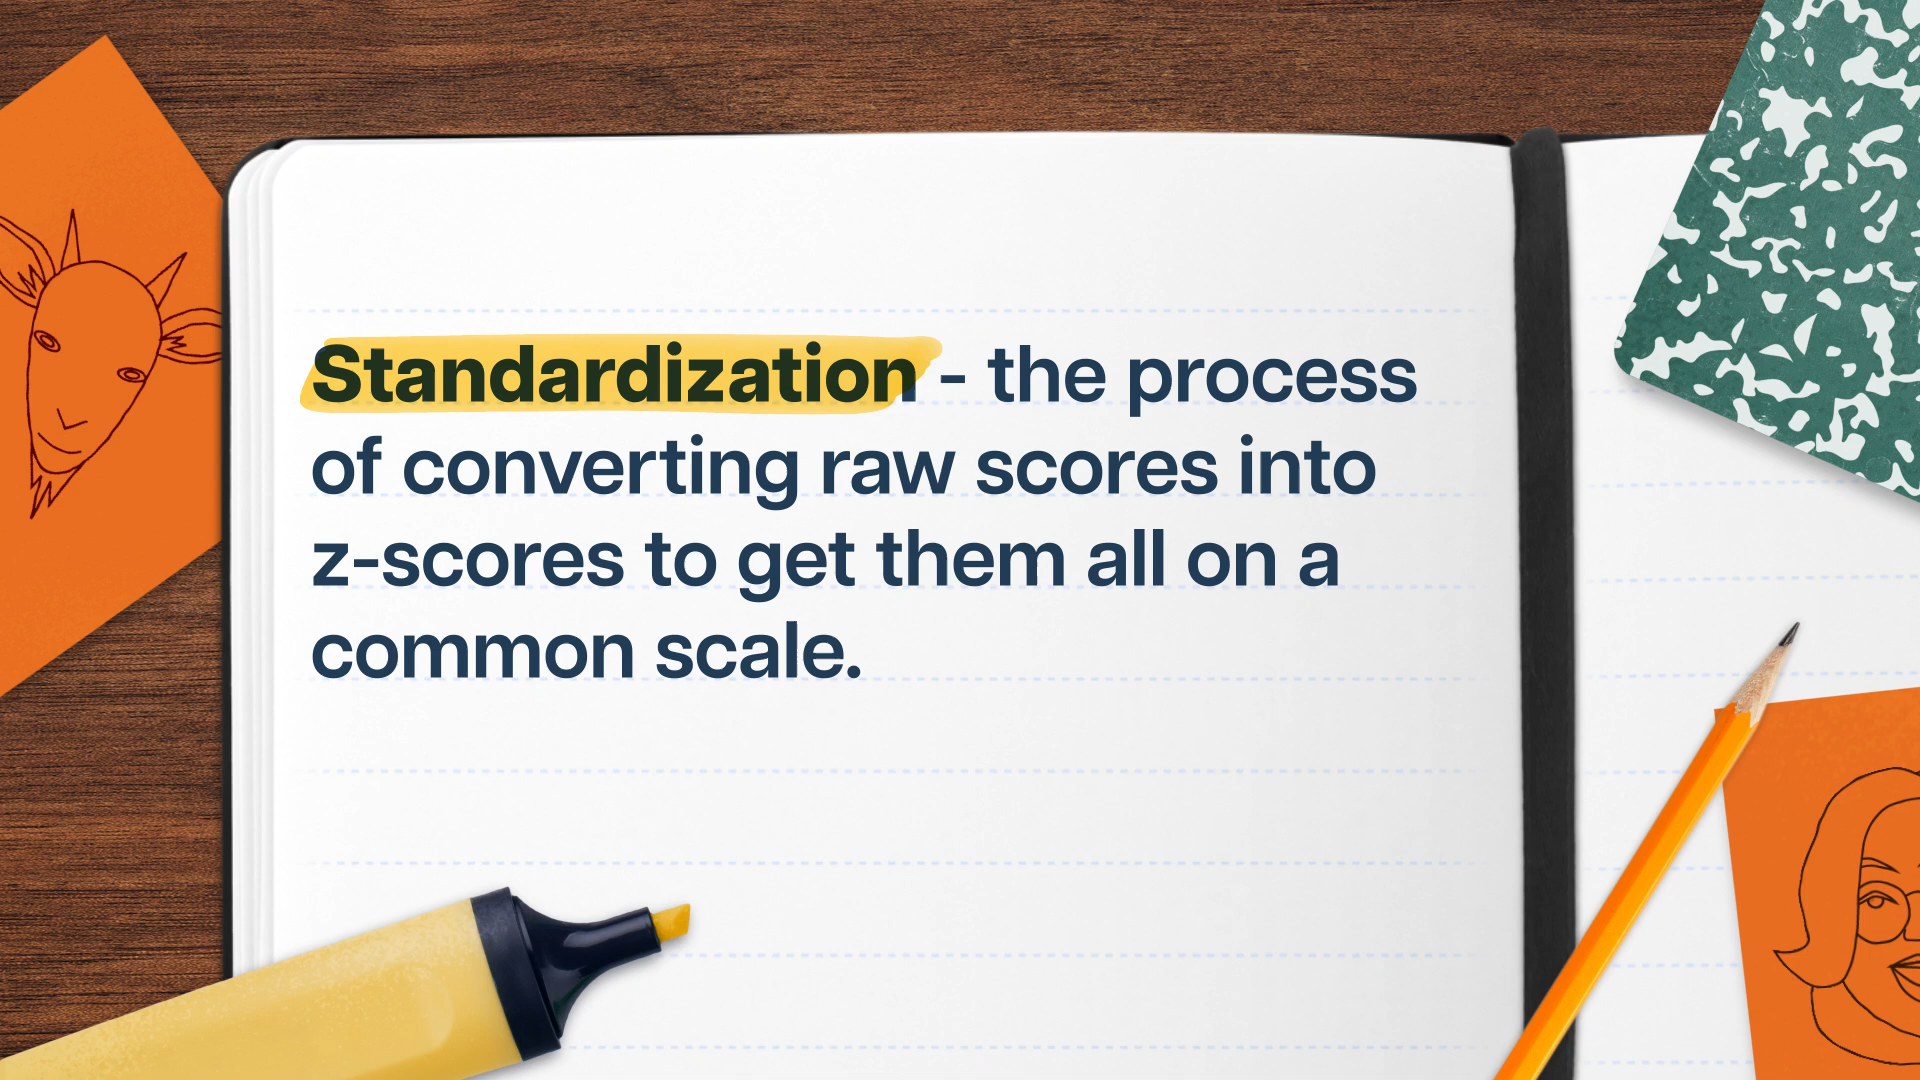 Standardization - the process
of converting raw scores into
z-scores to get them all on a
common scale.